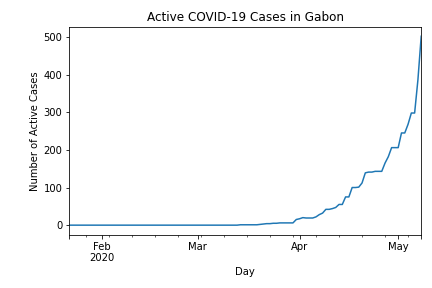 Active COVID-19 Cases in Gabon
500
400
300
200
100
0
Number of Active Cases
Feb
2020
Mar
Apr
May
Day